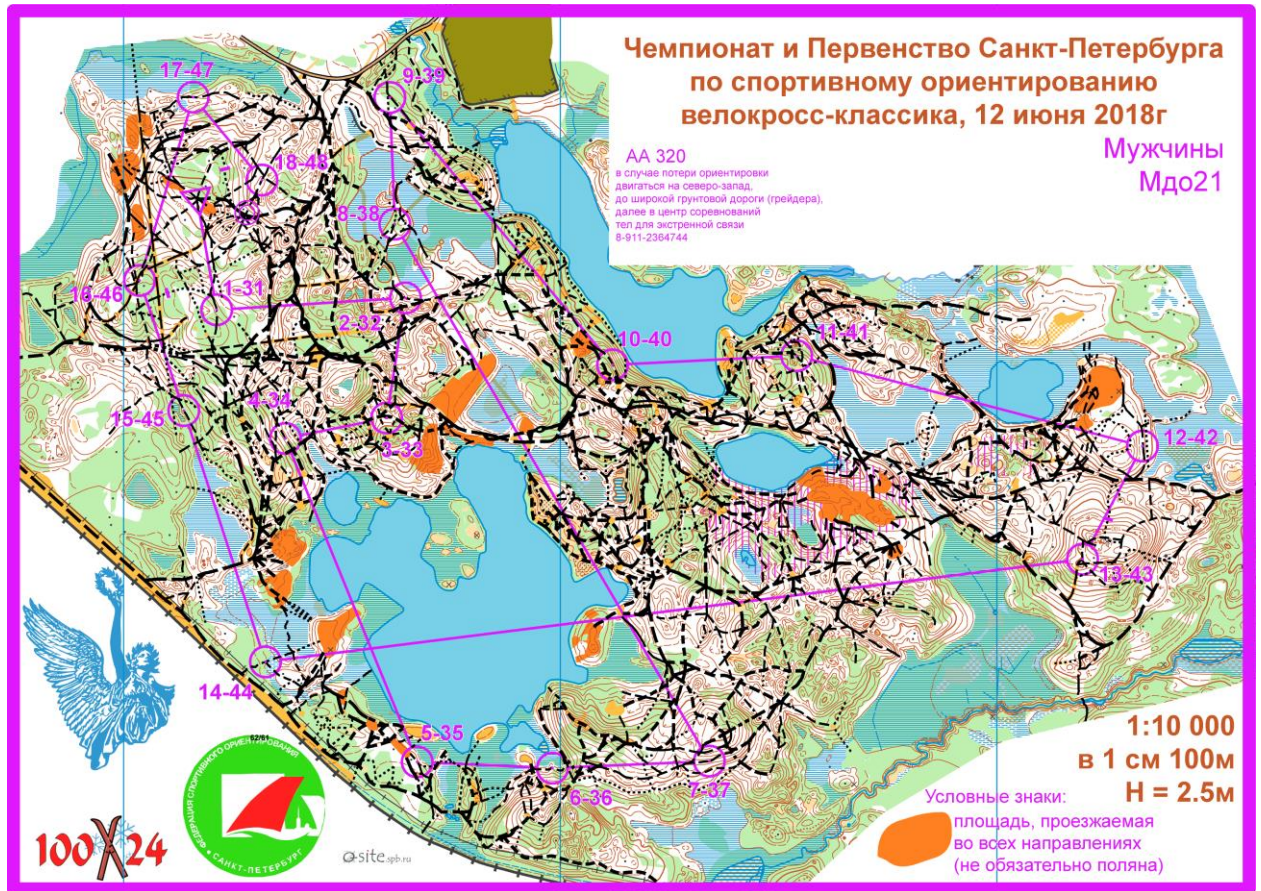 Чемпионат и Первенство Санкт-Петербурга
по спортивному ориентированию
велокросс-классика, 12 июня 2018г
Мужчины
Мдо21
АА 320
в случае потери ориентировки
двигаться на северо-запад,
до широкой грунтовой дороги (грейдера),
далее в центр соревнований
тел для экстренной связи
8-911-2364744
17-47
9-39
18-48
8-38
16-46
1-31
2-32
10-40
11-41
15-45
4-34
3-33
12-42
13-43
14-44
5-35
6-36
7-37
1:10 000
в 1 см 100м
Н = 2.5м
Условные знаки:
площадь, проезжаемая
во всех направлениях
(не обязательно поляна)
ФЕДЕРАЦИЯ СПОРТИВНОГО ОРИЕНТИРОВАНИЯ
САНКТ-ПЕТЕРБУРГ
100X24
o-site.spb.ru